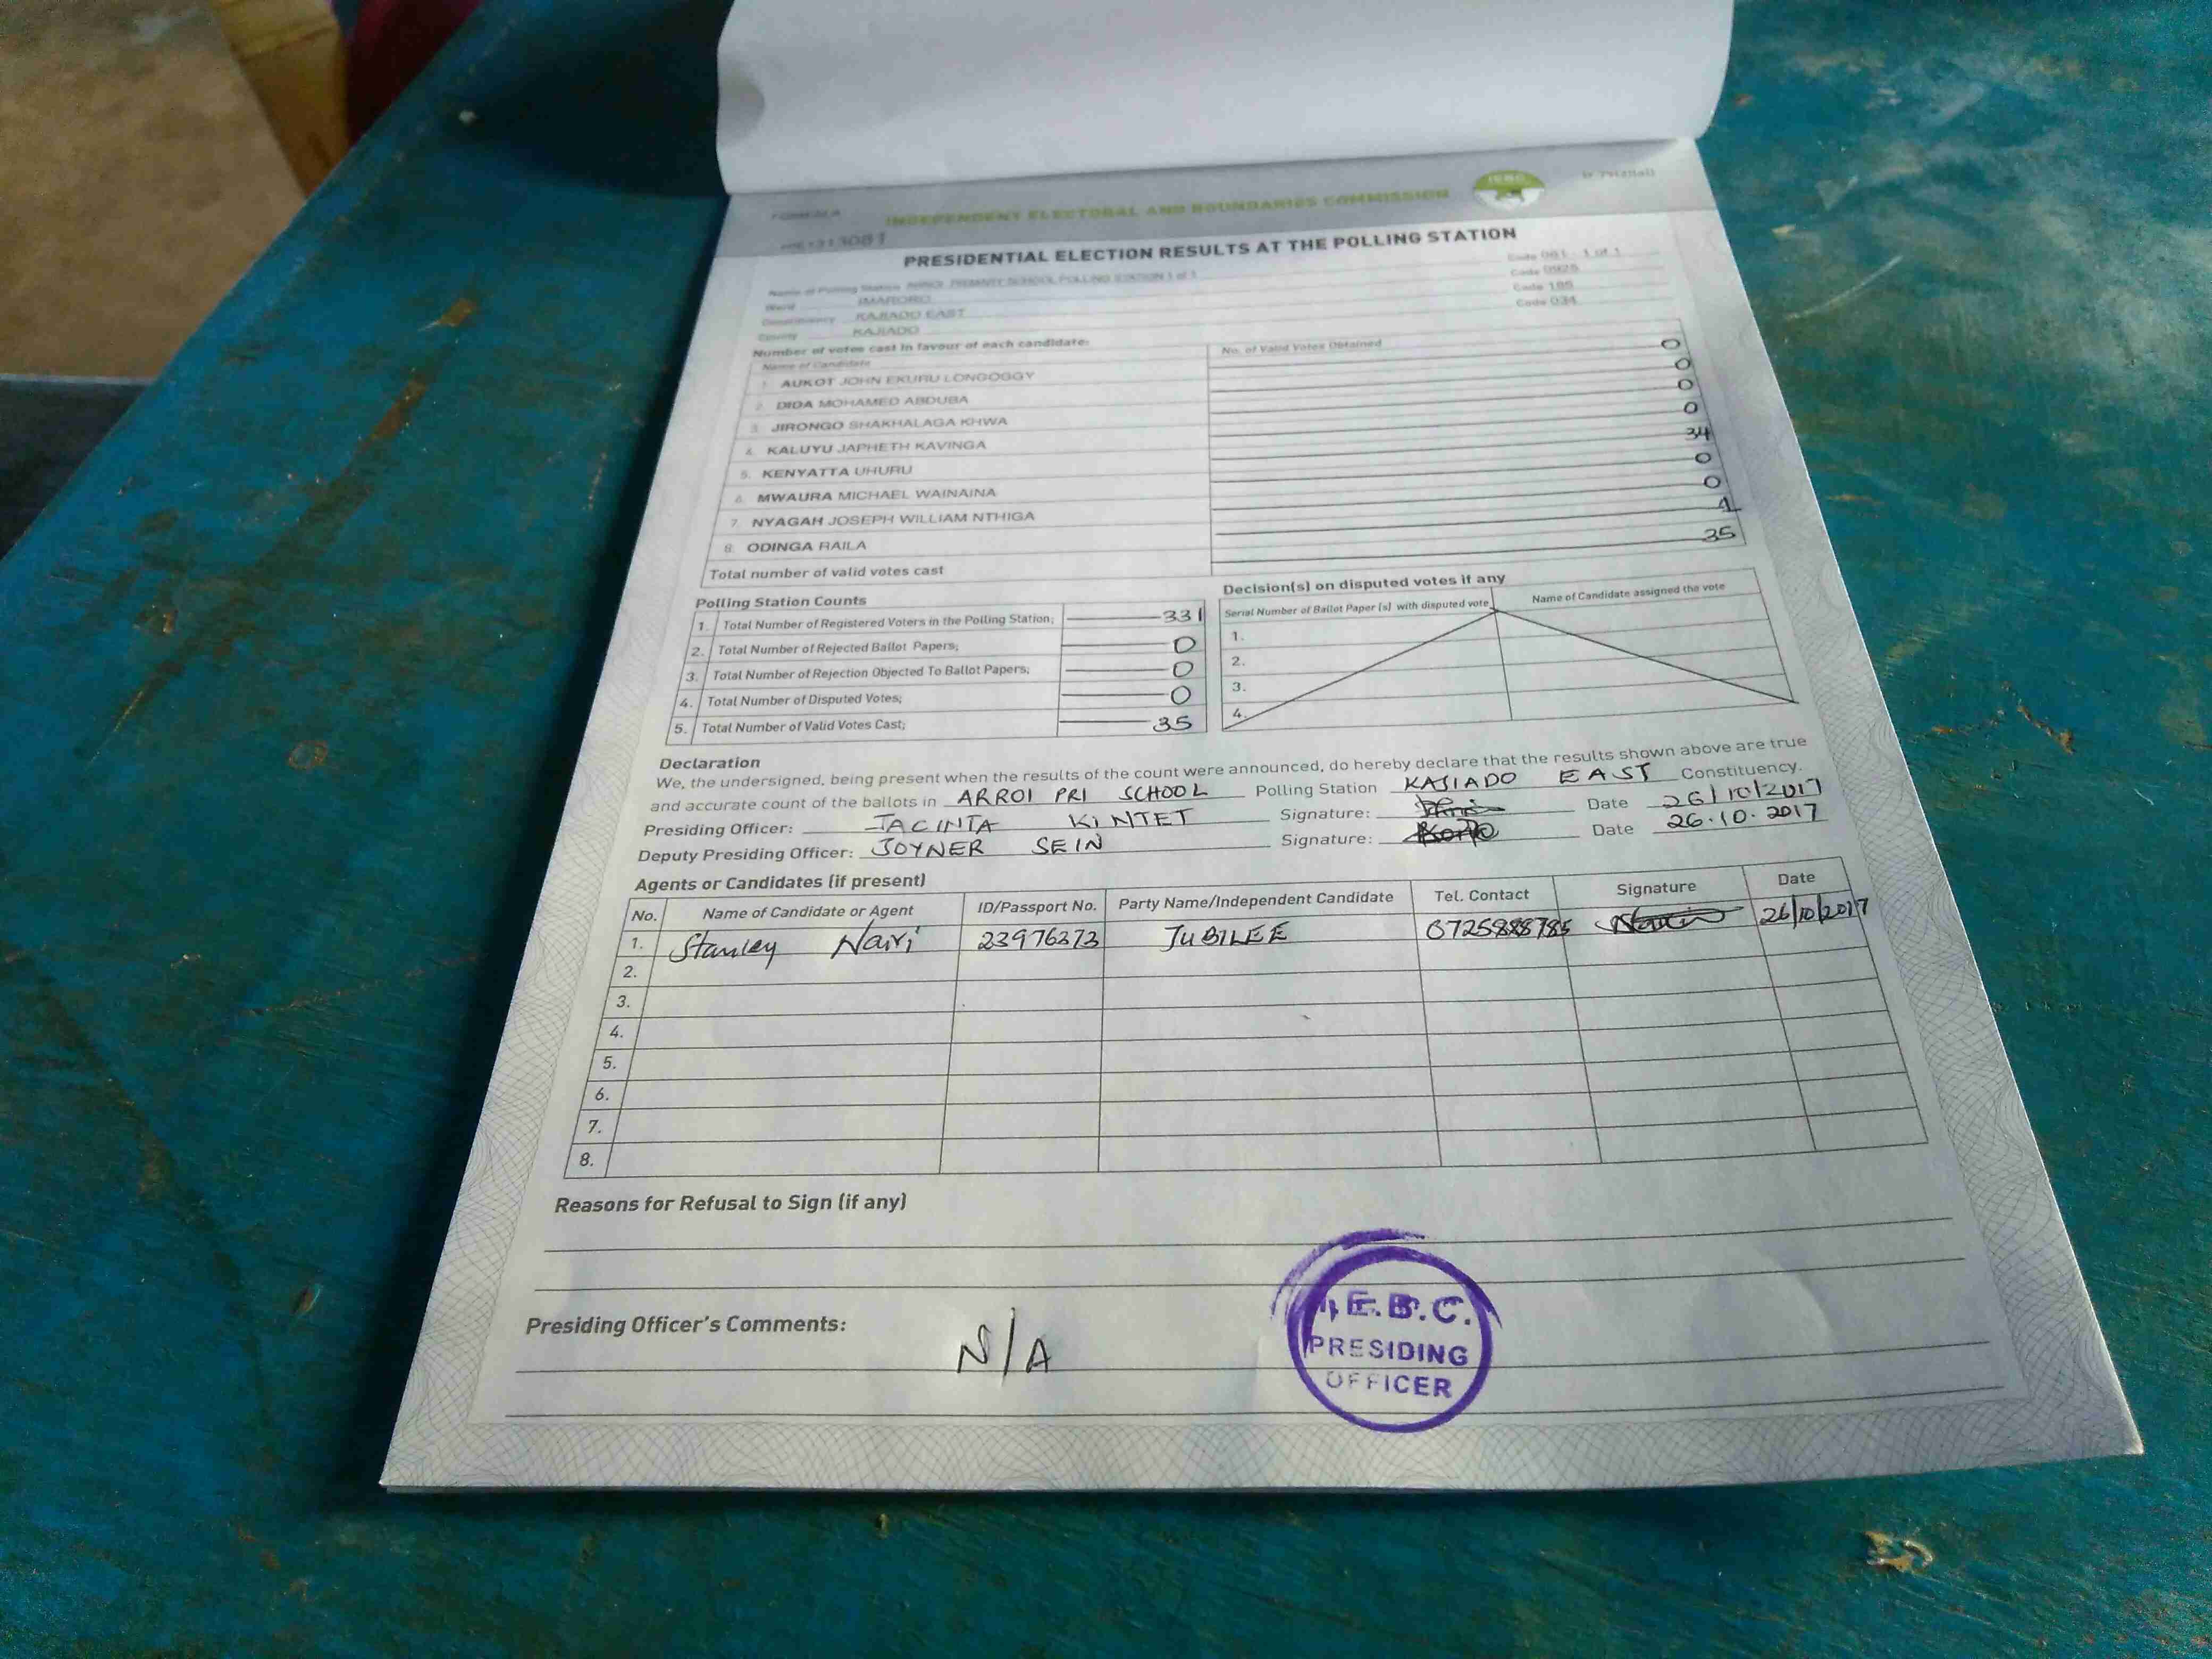 FORM 34A
INDEPENDENT ELECTORAL AND BOUNDARIES COMMISSION
IEBC
PRESIDENTIAL ELECTION RESULTS AT THE POLLING STATION
Name of Polling Station ARROI PRIMARY SCHOOL POLLING STATION 1 of 1 Code 081 - 1 of 1
Ward IMARORO Code 0925
Constituency KAJIADO EAST Code 185
County KAJIADO Code 034
Number of votes cast in favour of each candidate:
Name of Candidate No. of Valid Votes Obtained
1. AUKOT JOHN EKURU LONGOGGY 0
2. DIDA MOHAMED ABDUBA 0
3. JIRONGO SHAKHALAGA KHWA 0
4. KALUYU JAPHETH KAVINGA 0
5. KENYATTA UHURU 34
6. MWAURA MICHAEL WAINAINA 0
7. NYAGAH JOSEPH WILLIAM NTHIGA 0
8. ODINGA RAILA 1
Total number of valid votes cast 35
Polling Station Counts
1. Total Number of Registered Voters in the Polling Station; 331
2. Total Number of Rejected Ballot Papers; 0
3. Total Number of Rejection Objected To Ballot Papers; 0
4. Total Number of Disputed Votes; 0
5. Total Number of Valid Votes Cast; 35
Decision(s) on disputed votes if any
Serial Number of Ballot Paper (s) with disputed vote Name of Candidate assigned the vote
1.
2.
3.
4.
Declaration
We, the undersigned, being present when the results of the count were announced, do hereby declare that the results shown above are true
and accurate count of the ballots in ARROI PRI SCHOOL Polling Station KAJIADO EAST Constituency.
Presiding Officer: JACINTA KINTET Signature: Date 26/10/2017
Deputy Presiding Officer: JOYNER SEIN Signature: Date 26.10.2017
Agents or Candidates (if present)
No. Name of Candidate or Agent ID/Passport No. Party Name/Independent Candidate Tel. Contact Signature Date
1. Stanley Nairi 23976373 JUBILEE 0725888785 26/10/2017
2.
3.
4.
5.
6.
7.
8.
Reasons for Refusal to Sign (if any)
Presiding Officer's Comments:
N/A
I.E.B.C.
PRESIDING
OFFICER